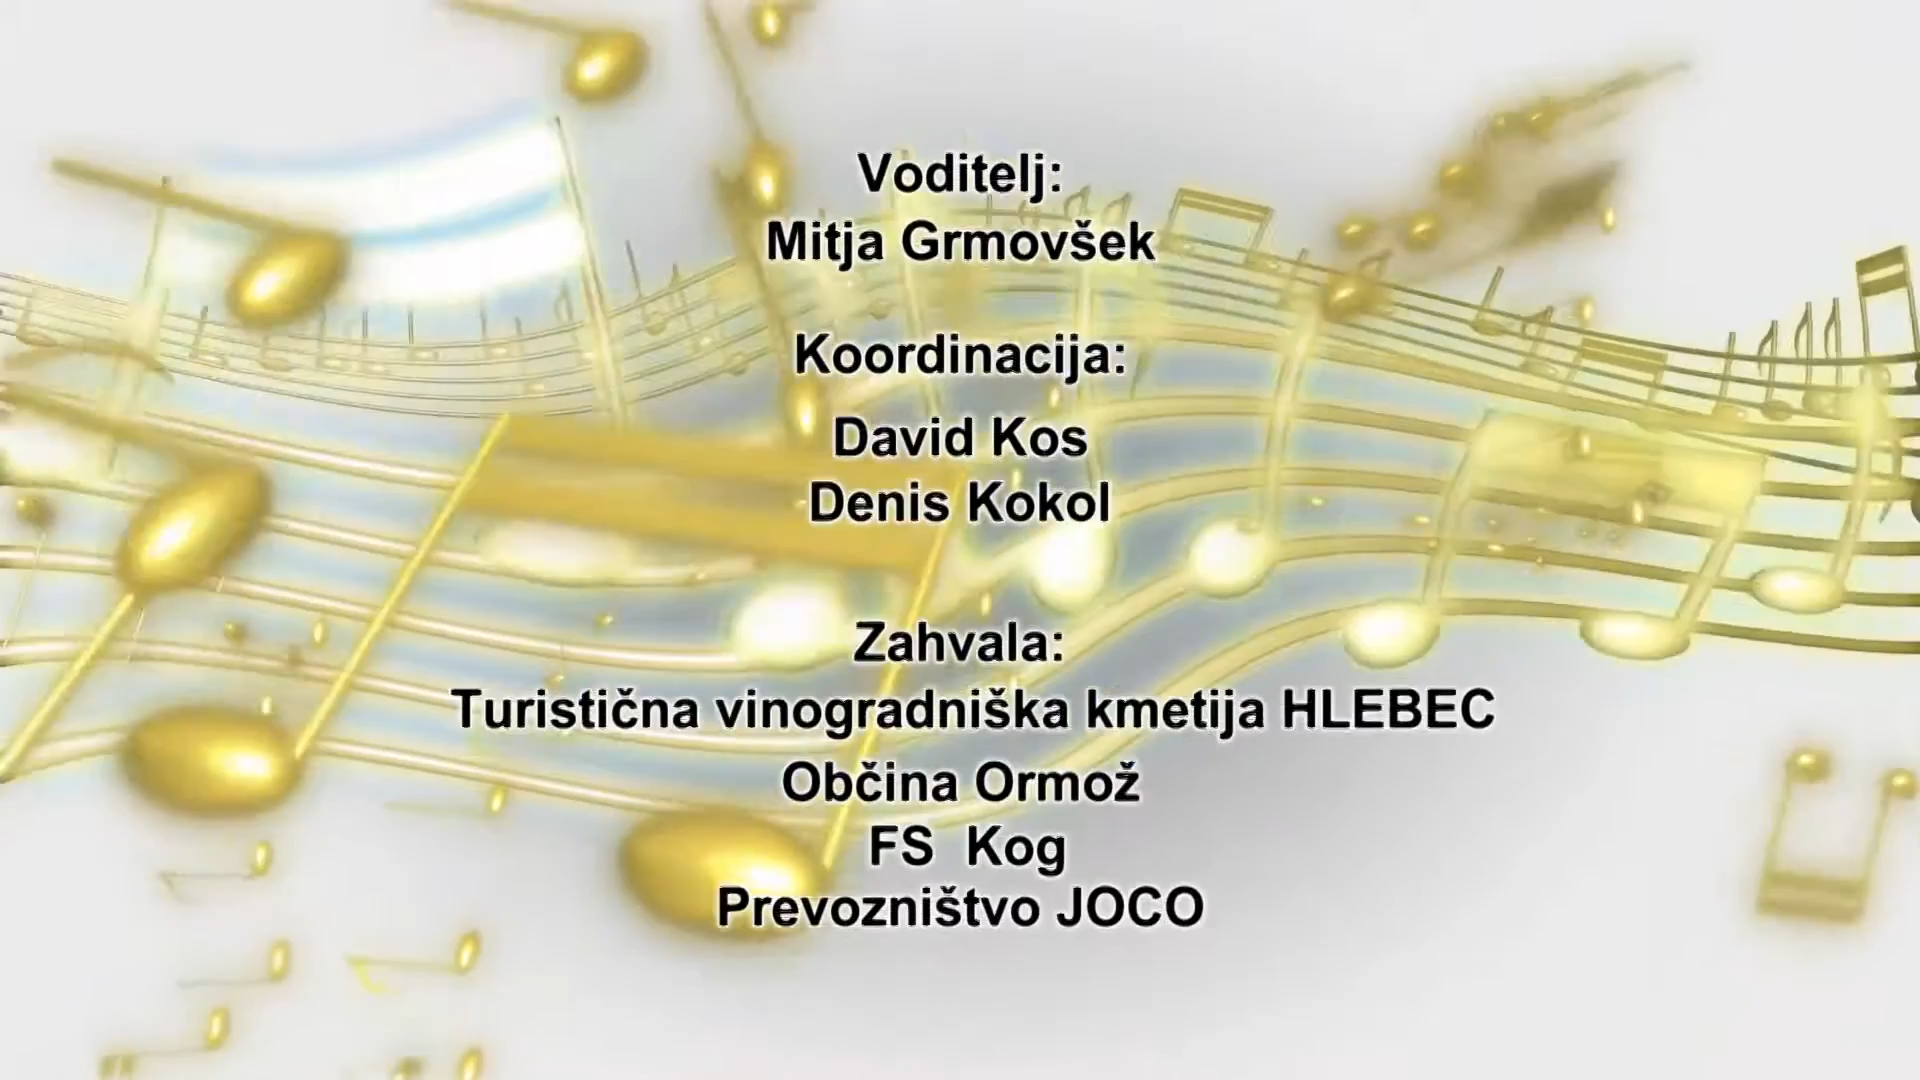 Voditelj:
Mitja Grmovšek
Koordinacija:
David Kos
Denis Kokol
Zahvala:
Turistična vinogradniška kmetija HLEBEC
Občina Ormož
FS Kog
Prevozništvo JOCO